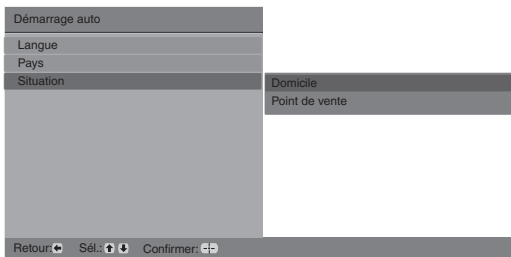 Démarrage auto
Langue
Pays
Situation
Domicile
Point de vente
Retour: Sél.: Confirmer: